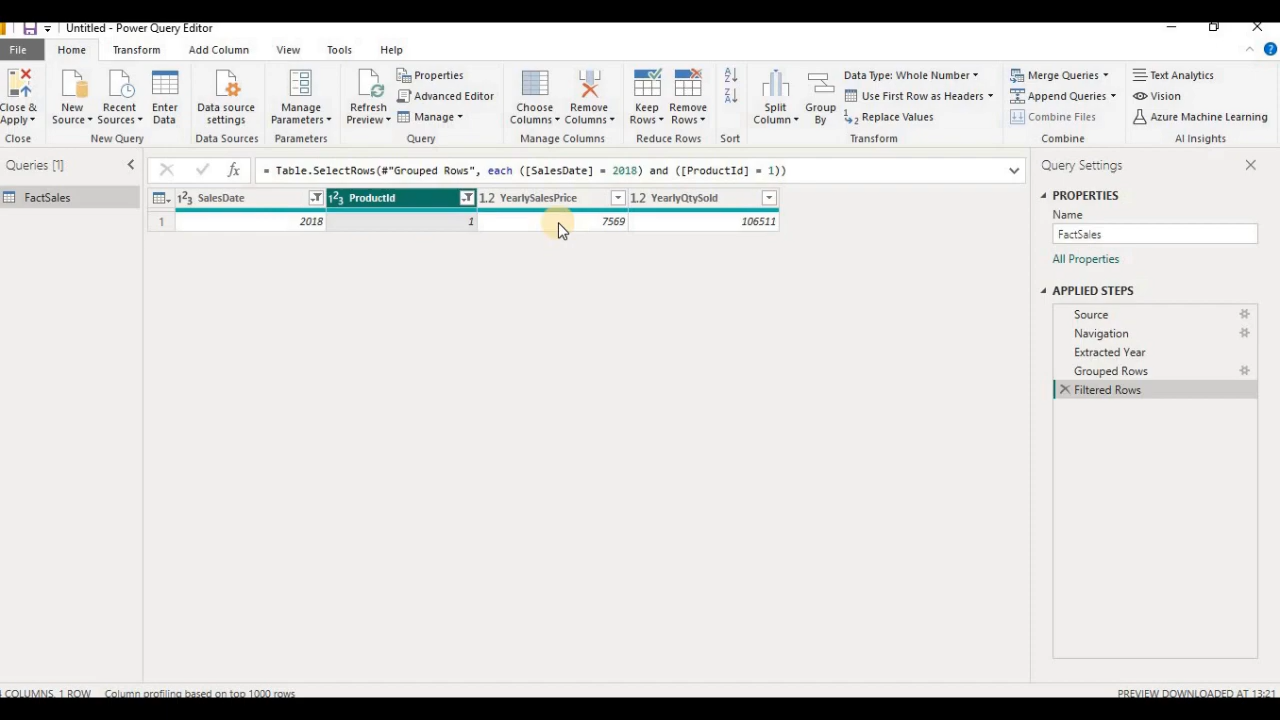 Untitled - Power Query Editor
File Home Transform Add Column View Tools Help
Close & Apply
New Source
Recent Sources
Enter Data
Data source settings
Manage Parameters
Refresh Preview
Properties
Advanced Editor
Manage
Choose Columns
Remove Columns
Keep Rows
Remove Rows
Split Column
Group By
Data Type: Whole Number
Use First Row as Headers
Replace Values
Merge Queries
Append Queries
Combine Files
Text Analytics
Vision
Azure Machine Learning
Close New Query Data Sources Parameters Query Manage Columns Reduce Rows Sort Transform Combine AI Insights
Queries [1]
FactSales
= Table.SelectRows(#"Grouped Rows", each ([SalesDate] = 2018) and ([ProductId] = 1))
SalesDate ProductId 1.2 YearlySalesPrice 1.2 YearlyQtySold
1 2018 1 7569 106511
Query Settings
PROPERTIES
Name
FactSales
All Properties
APPLIED STEPS
Source
Navigation
Extracted Year
Grouped Rows
Filtered Rows
COLUMNS, 1 ROW Column profiling based on top 1000 rows
PREVIEW DOWNLOADED AT 13:21